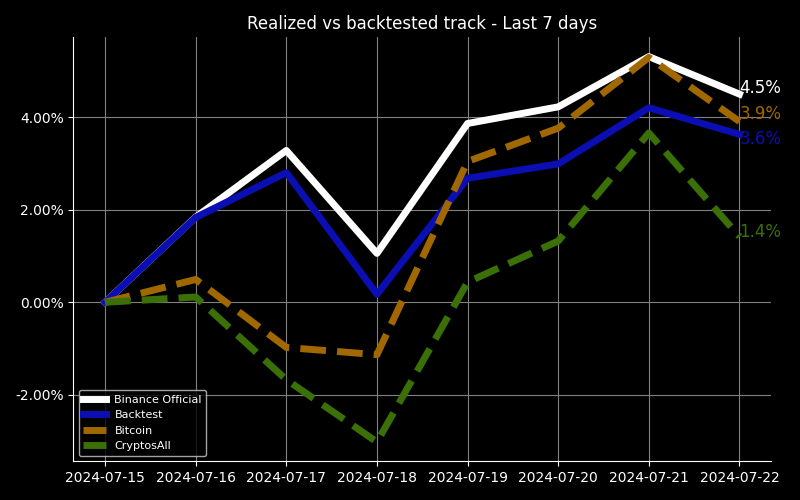 Realized vs backtested track - Last 7 days
4.00%
2.00%
0.00%
-2.00%
4.5%
3.9%
3.6%
1.4%
Binance Official
Backtest
Bitcoin
CryptosAll
2024-07-15 2024-07-16 2024-07-17 2024-07-18 2024-07-19 2024-07-20 2024-07-21 2024-07-22